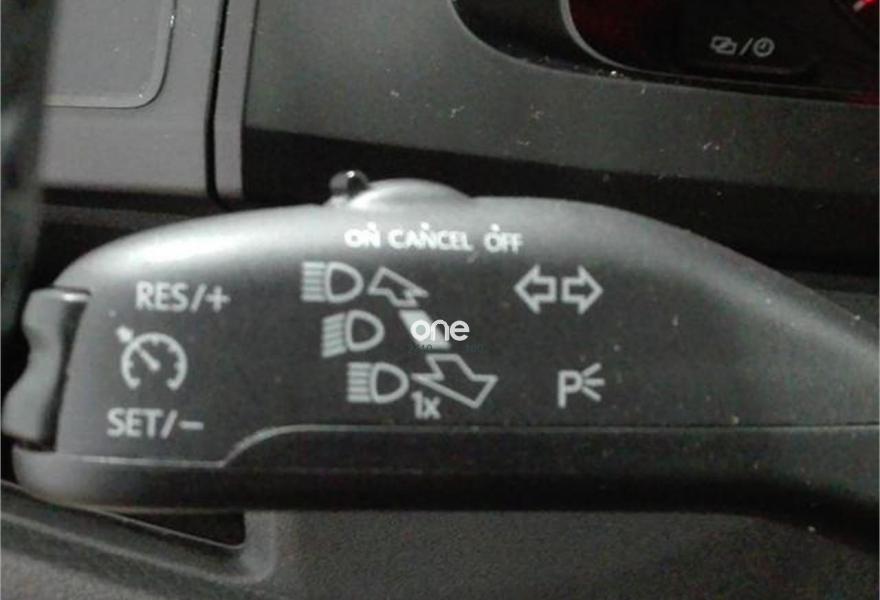 ON CANCEL OFF
RES/+
one
SET/-
1x
P